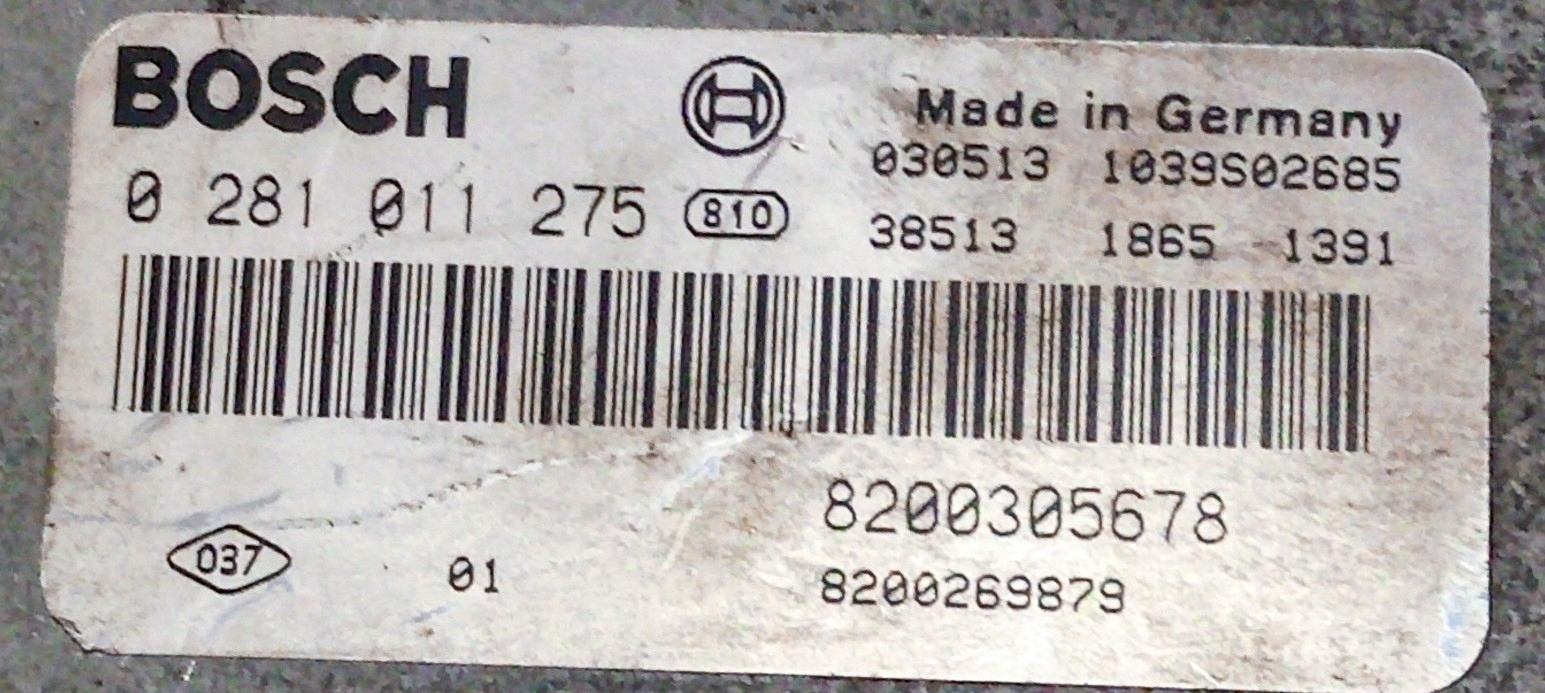 BOSCH
Made in Germany
030513 1039S02685
0 281 011 275 810
38513 1865 1391
8200305678
037 01
8200269879